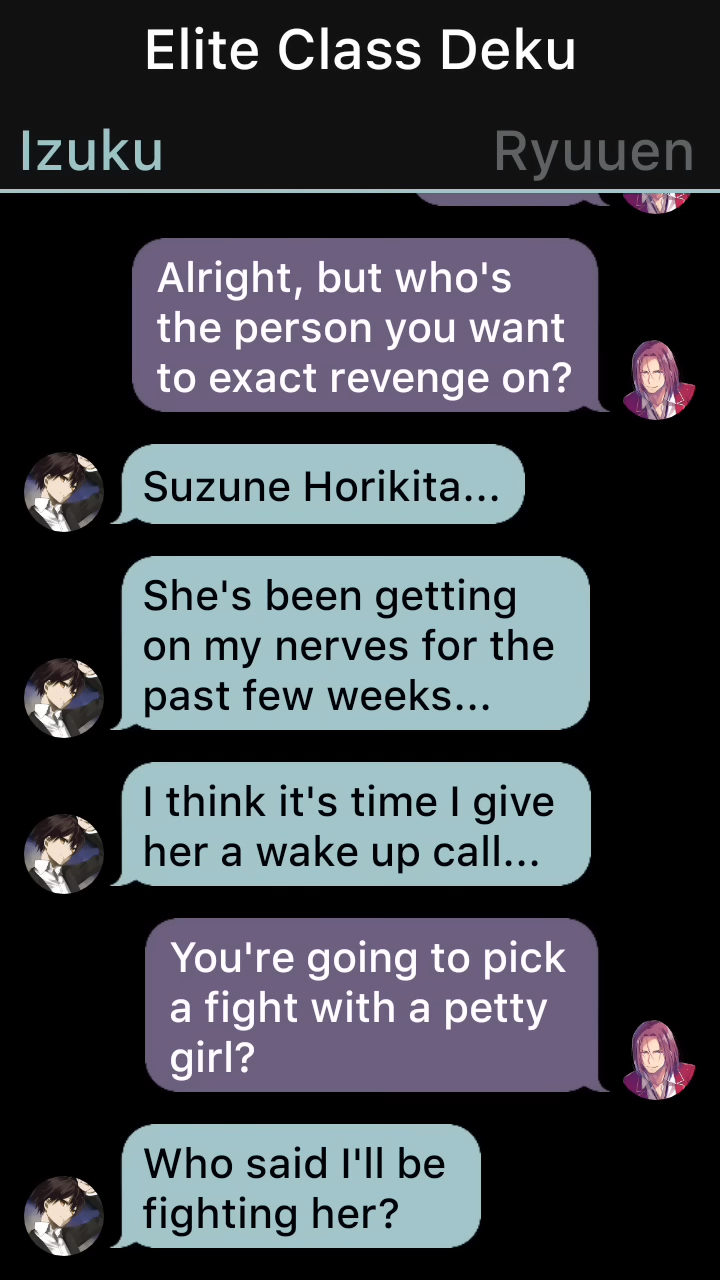 Elite Class Deku
Izuku
Ryuuen
Alright, but who's
the person you want
to exact revenge on?
Suzune Horikita...
She's been getting
on my nerves for the
past few weeks...
I think it's time I give
her a wake up call...
You're going to pick
a fight with a petty
girl?
Who said I'll be
fighting her?